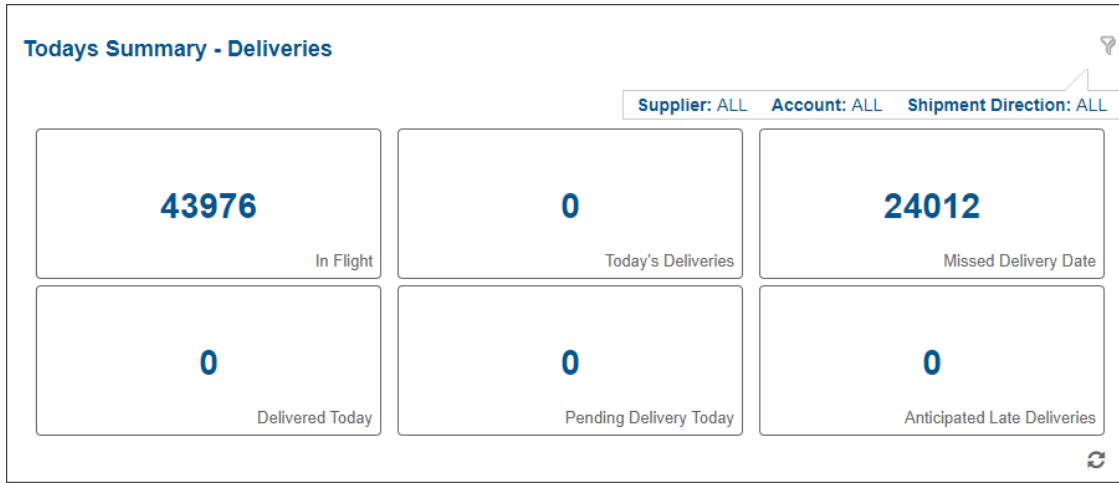 Todays Summary - Deliveries
Supplier: ALL Account: ALL Shipment Direction: ALL
43976
In Flight
0
Today's Deliveries
24012
Missed Delivery Date
0
Delivered Today
0
Pending Delivery Today
0
Anticipated Late Deliveries